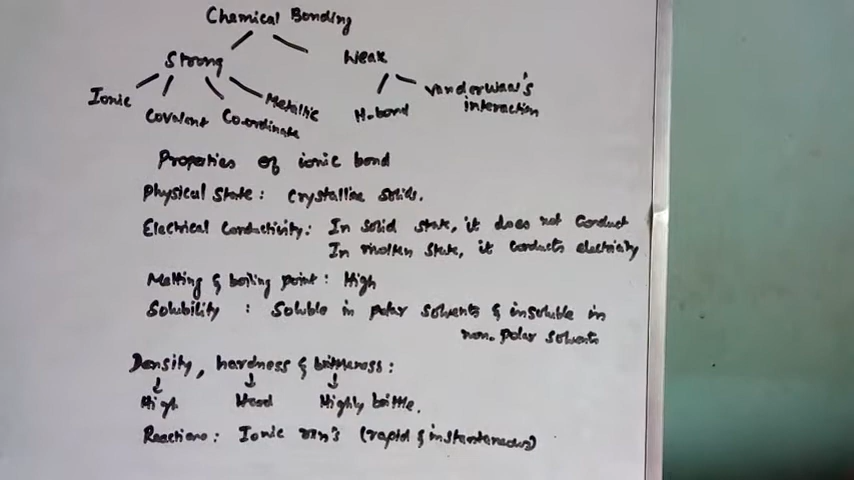 Chemical Bonding
Strong Weak
Ionic Covalent Co-ordinate Metallic H-bond Vanderwaal's
interaction
Properties of ionic bond
Physical State: Crystalline solids.
Electrical Conductivity: In solid state, it does not conduct
In molten state, it conducts electricity
Melting & boiling point: High
Solubility : Soluble in polar solvents & insoluble in
non-polar solvents
Density, hardness & brittleness:
High Hard Highly brittle.
Reactions: Ionic rxn's (rapid & instantaneous)